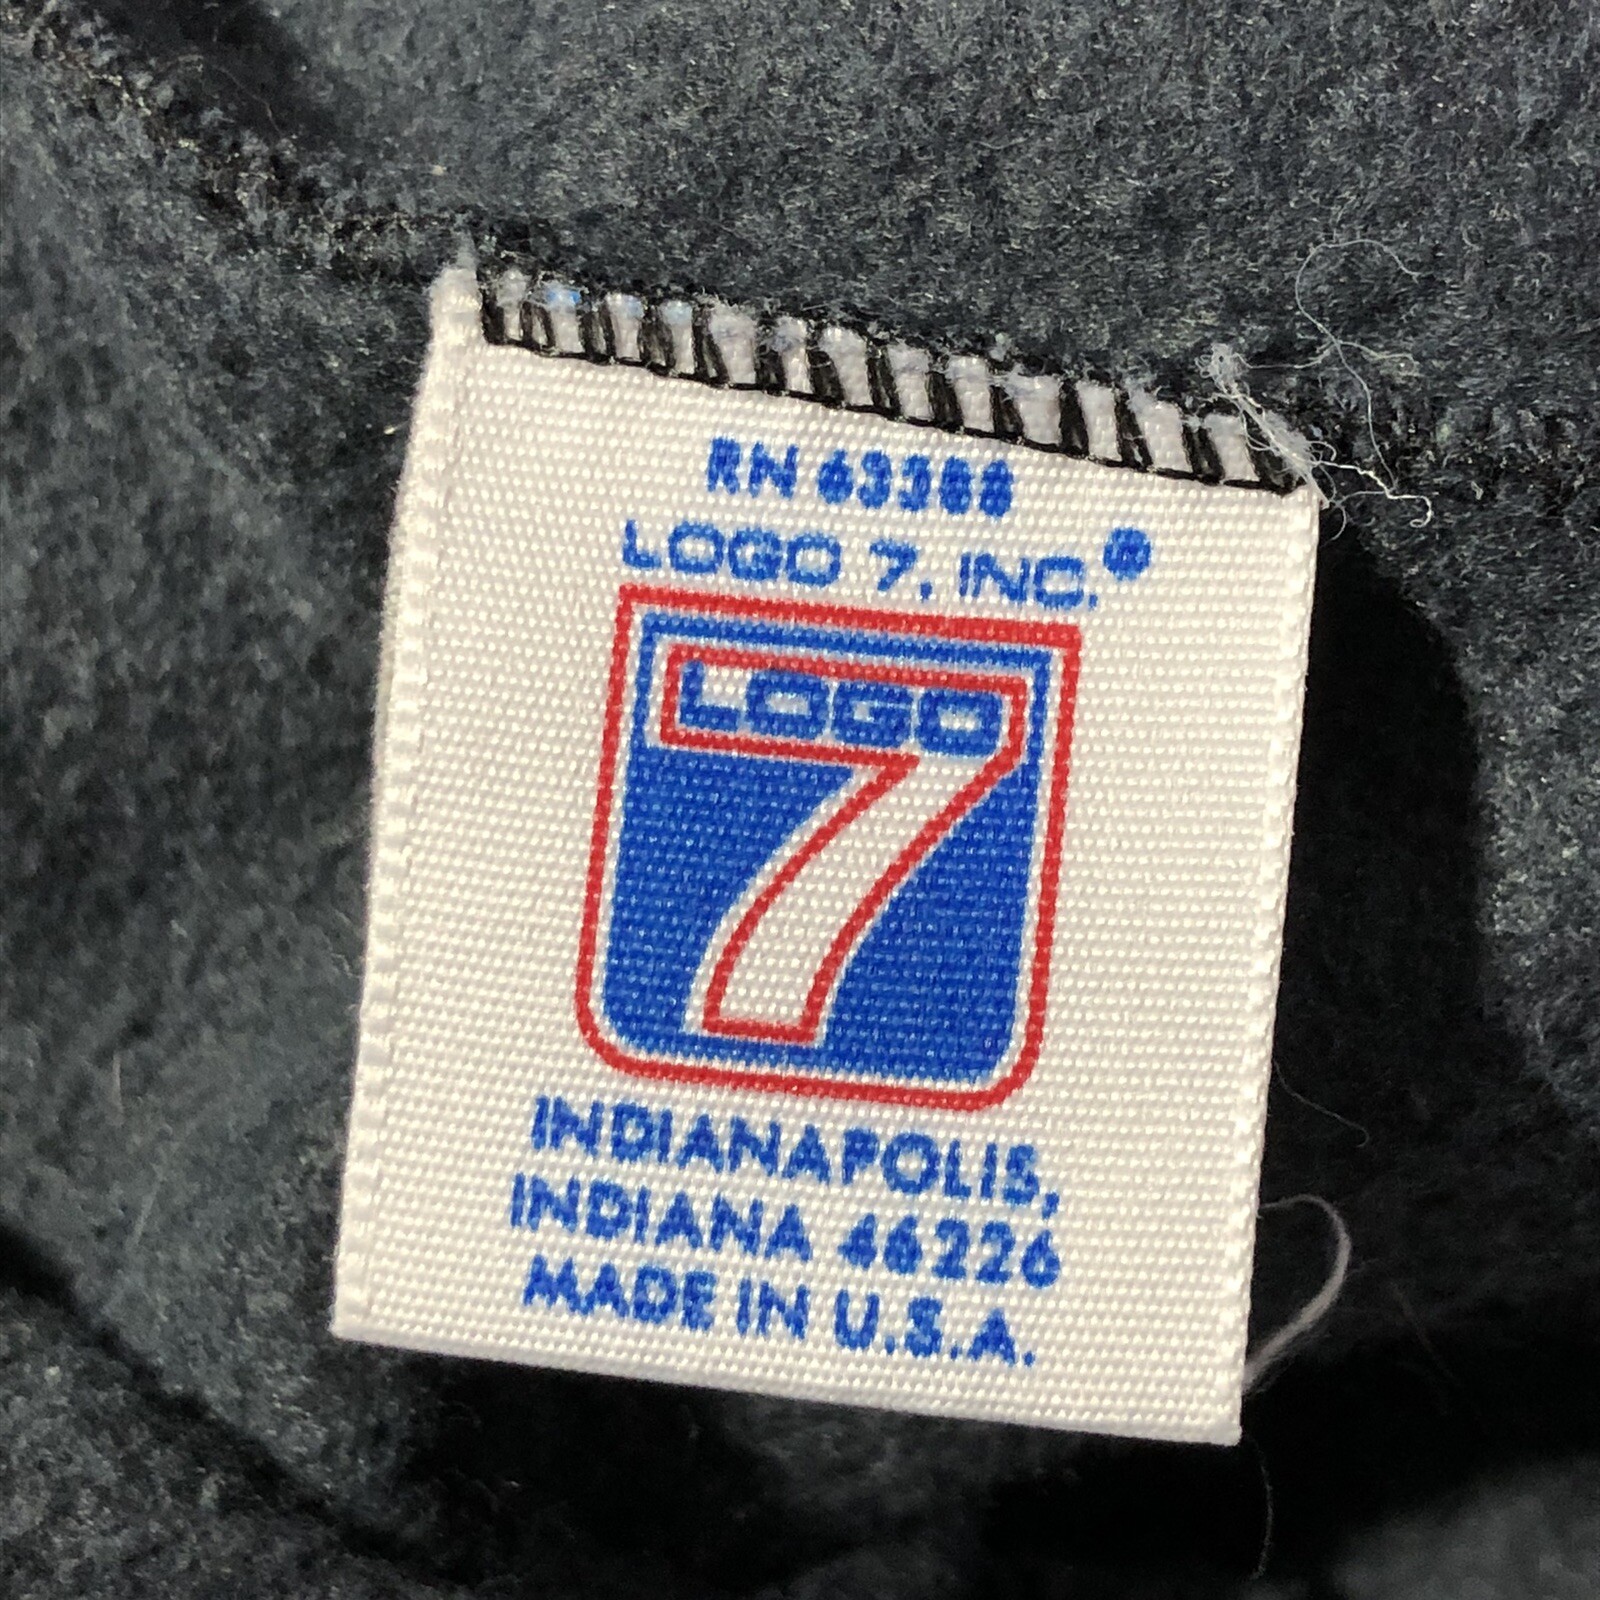 RN 63388
LOGO 7, INC.®
LOGO
7
INDIANAPOLIS,
INDIANA 46226
MADE IN U.S.A.